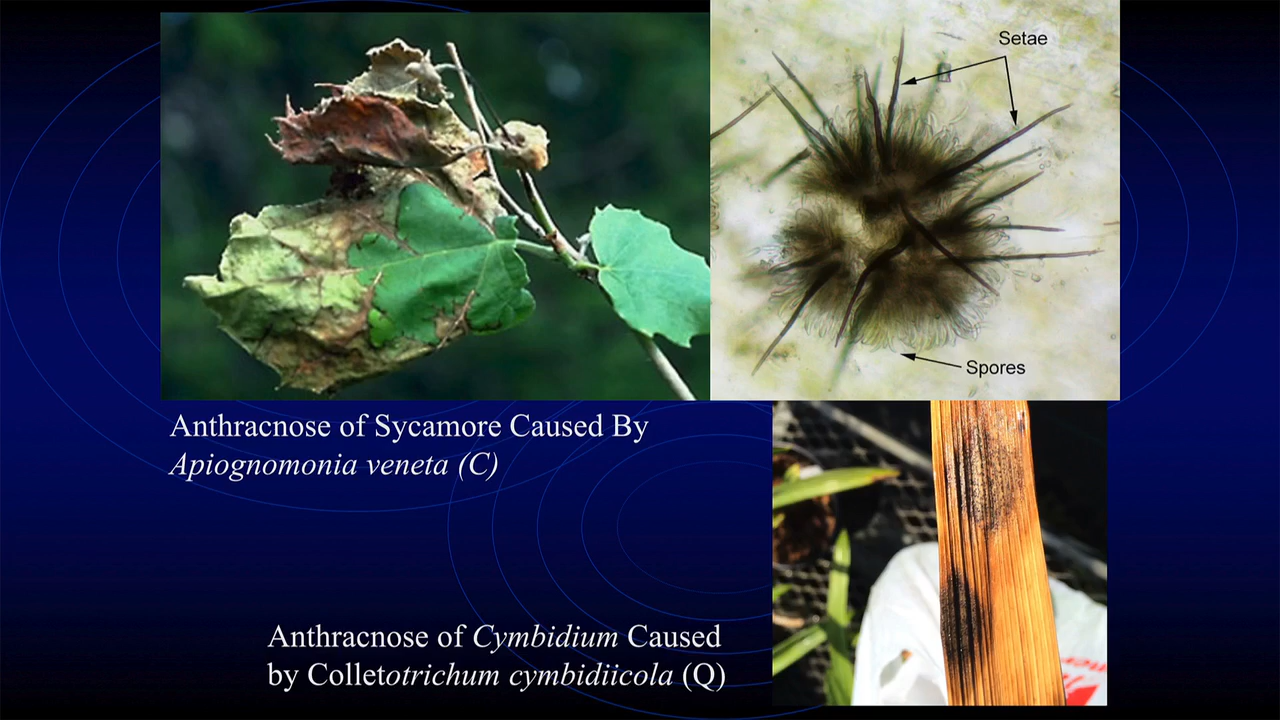 Setae
Spores
Anthracnose of Sycamore Caused By
Apiognomonia veneta (C)
Anthracnose of Cymbidium Caused
by Colletotrichum cymbidiicola (Q)